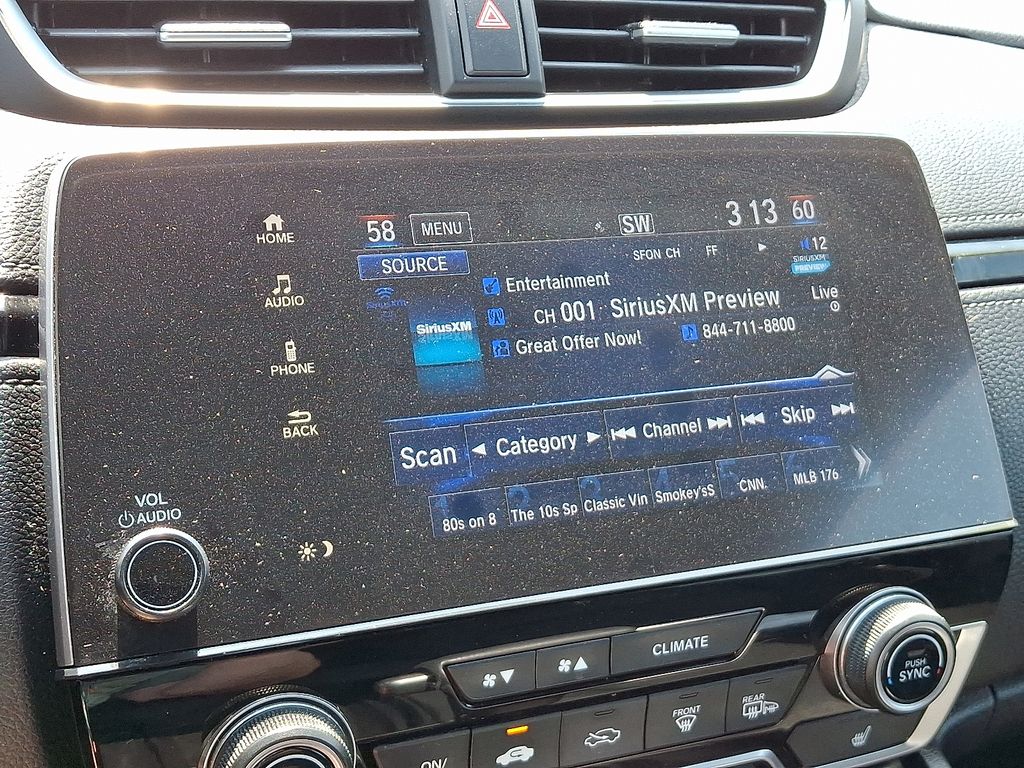 HOME
AUDIO
PHONE
BACK
VOL
AUDIO
58 MENU SW 3 13 60
SOURCE SFON CH FF 12
SIRIUSXM
PREVIEW
Entertainment
CH 001 SiriusXM Preview Live
Great Offer Now! 844-711-8800
SiriusXM
Scan Category Channel Skip
80s on 8 The 10s Sp Classic Vin Smokey'sS CNN. MLB 176
CLIMATE
PUSH
SYNC
FRONT
REAR
ON/